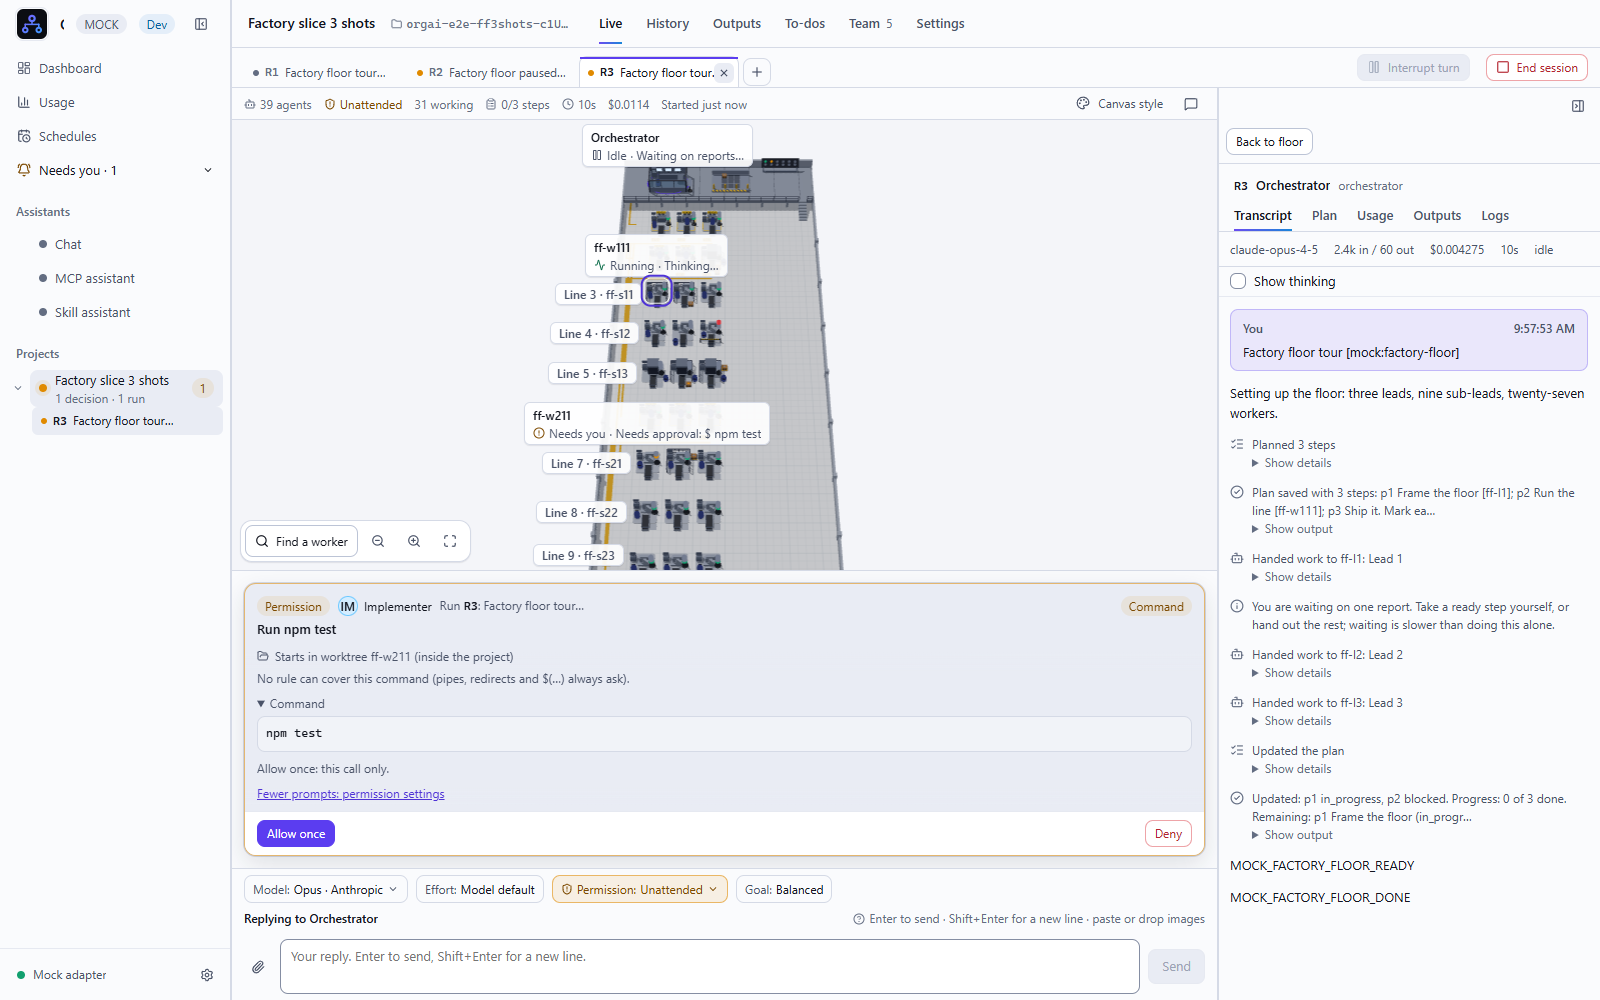 MOCK
Dev
Dashboard
Usage
Schedules
Needs you · 1
Assistants
Chat
MCP assistant
Skill assistant
Projects
Factory slice 3 shots
1 decision · 1 run
1
R3 Factory floor tour...
Mock adapter
Factory slice 3 shots
orgai-e2e-ff3shots-c1U...
Live
History
Outputs
To-dos
Team 5
Settings
R1 Factory floor tour...
R2 Factory floor paused...
R3 Factory floor tour.
Interrupt turn
End session
39 agents
Unattended
31 working
0/3 steps
10s
$0.0114
Started just now
Canvas style
Orchestrator
Idle · Waiting on reports...
ff-w111
Running · Thinking...
Line 3 · ff-s11
Line 4 · ff-s12
Line 5 · ff-s13
ff-w211
Needs you · Needs approval: $ npm test
Line 7 · ff-s21
Line 8 · ff-s22
Line 9 · ff-s23
Find a worker
Permission
IM Implementer
Run R3: Factory floor tour...
Command
Run npm test
Starts in worktree ff-w211 (inside the project)
No rule can cover this command (pipes, redirects and $(...) always ask).
Command
npm test
Allow once: this call only.
Fewer prompts: permission settings
Allow once
Deny
Model: Opus · Anthropic
Effort: Model default
Permission: Unattended
Goal: Balanced
Replying to Orchestrator
Enter to send · Shift+Enter for a new line · paste or drop images
Your reply. Enter to send, Shift+Enter for a new line.
Send
Back to floor
R3 Orchestrator orchestrator
Transcript
Plan
Usage
Outputs
Logs
claude-opus-4-5
2.4k in / 60 out
$0.004275
10s
idle
Show thinking
You
9:57:53 AM
Factory floor tour [mock:factory-floor]
Setting up the floor: three leads, nine sub-leads, twenty-seven
workers.
Planned 3 steps
Show details
Plan saved with 3 steps: p1 Frame the floor [ff-l1]; p2 Run the
line [ff-w111]; p3 Ship it. Mark ea...
Show output
Handed work to ff-l1: Lead 1
Show details
You are waiting on one report. Take a ready step yourself, or
hand out the rest; waiting is slower than doing this alone.
Handed work to ff-l2: Lead 2
Show details
Handed work to ff-l3: Lead 3
Show details
Updated the plan
Show details
Updated: p1 in_progress, p2 blocked. Progress: 0 of 3 done.
Remaining: p1 Frame the floor (in_progr...
Show output
MOCK_FACTORY_FLOOR_READY
MOCK_FACTORY_FLOOR_DONE